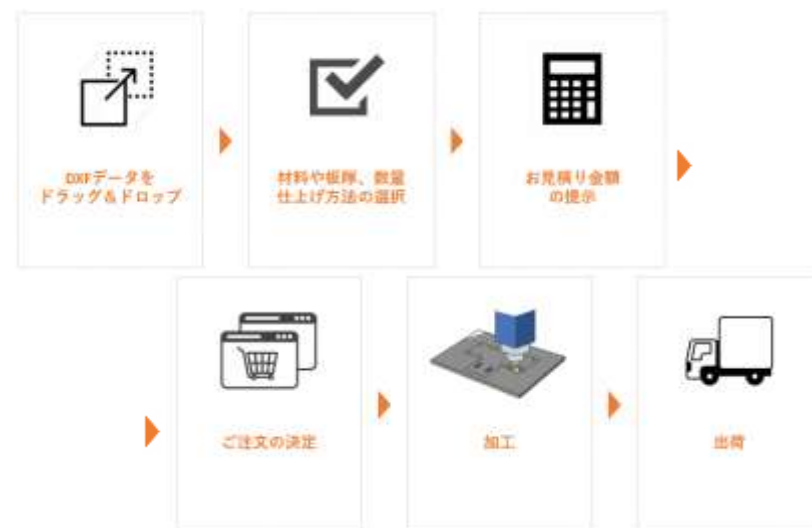 DXFデータを
ドラッグ＆ドロップ
材料や板厚、数量
仕上げ方法の選択
お見積り金額
の提示
ご注文の決定
加工
出荷